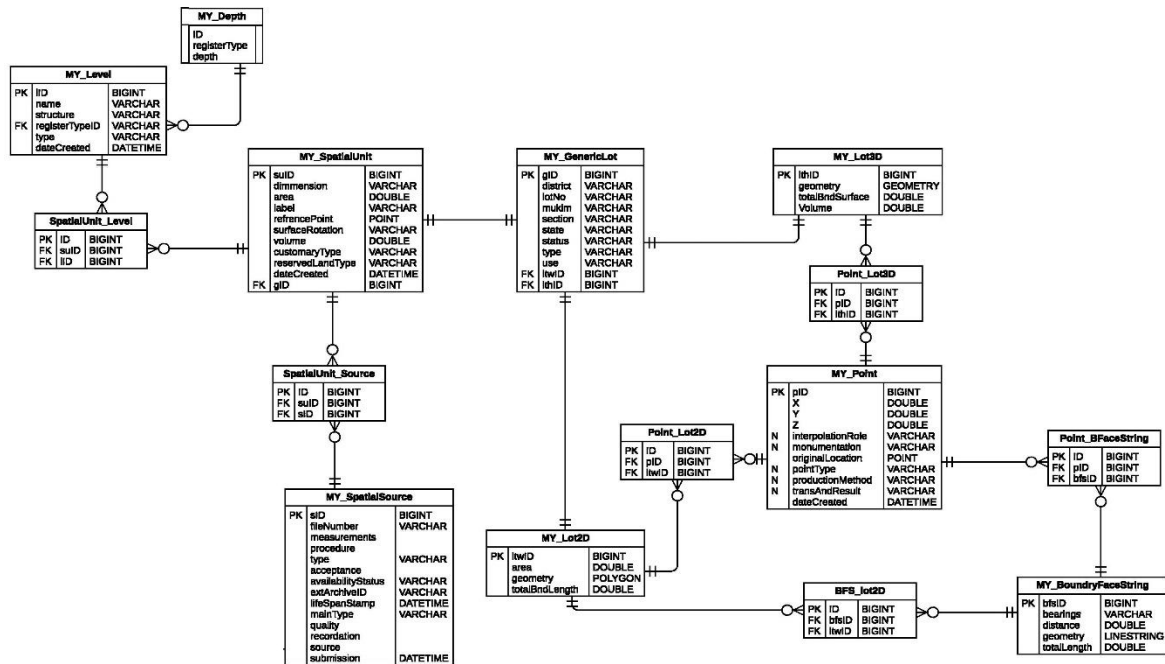 MY_Depth
ID
registerType
depth
MY_Level
PK lID BIGINT
name VARCHAR
structure VARCHAR
FK registerTypeID VARCHAR
type VARCHAR
dateCreated DATETIME
SpatialUnit_Level
PK ID BIGINT
FK suID BIGINT
FK lID BIGINT
MY_SpatialUnit
PK suID BIGINT
dimmension VARCHAR
area DOUBLE
label VARCHAR
refrencePoint POINT
surfaceRotation VARCHAR
volume DOUBLE
customaryType VARCHAR
reservedLandType VARCHAR
dateCreated DATETIME
FK gID BIGINT
MY_GenericLot
PK gID BIGINT
district VARCHAR
lotNo VARCHAR
mukim VARCHAR
section VARCHAR
state VARCHAR
status VARCHAR
type VARCHAR
use VARCHAR
FK ltwID BIGINT
FK lthID BIGINT
MY_Lot3D
PK lthID BIGINT
geometry GEOMETRY
totalBndSurface DOUBLE
Volume DOUBLE
Point_Lot3D
PK ID BIGINT
FK pID BIGINT
FK lthID BIGINT
SpatialUnit_Source
PK ID BIGINT
FK suID BIGINT
FK sID BIGINT
MY_Point
PK pID BIGINT
X DOUBLE
Y DOUBLE
Z DOUBLE
N interpolationRole VARCHAR
N monumentation VARCHAR
originalLocation POINT
N pointType VARCHAR
N productionMethod VARCHAR
N transAndResult VARCHAR
dateCreated DATETIME
Point_Lot2D
PK ID BIGINT
FK pID BIGINT
FK ltwID BIGINT
Point_BFaceString
PK ID BIGINT
FK pID BIGINT
FK bfsID BIGINT
MY_SpatialSource
PK sID BIGINT
fileNumber VARCHAR
measurements
procedure
type VARCHAR
acceptance
availabilityStatus VARCHAR
extArchiveID VARCHAR
lifeSpanStamp DATETIME
mainType VARCHAR
quality
recordation
source
submission DATETIME
MY_Lot2D
PK ltwID BIGINT
area DOUBLE
geometry POLYGON
totalBndLength DOUBLE
BFS_lot2D
PK ID BIGINT
FK bfsID BIGINT
FK ltwID BIGINT
MY_BoundryFaceString
PK bfsID BIGINT
bearings VARCHAR
distance DOUBLE
geometry LINESTRING
totalLength DOUBLE